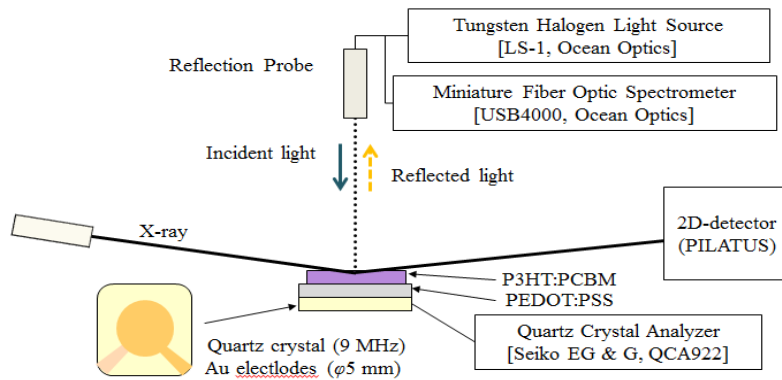 Tungsten Halogen Light Source
[LS-1, Ocean Optics]
Reflection Probe
Miniature Fiber Optic Spectrometer
[USB4000, Ocean Optics]
Incident light
Reflected light
X-ray
2D-detector
(PILATUS)
P3HT:PCBM
PEDOT:PSS
Quartz crystal (9 MHz)
Au electlodes (φ5 mm)
Quartz Crystal Analyzer
[Seiko EG & G, QCA922]